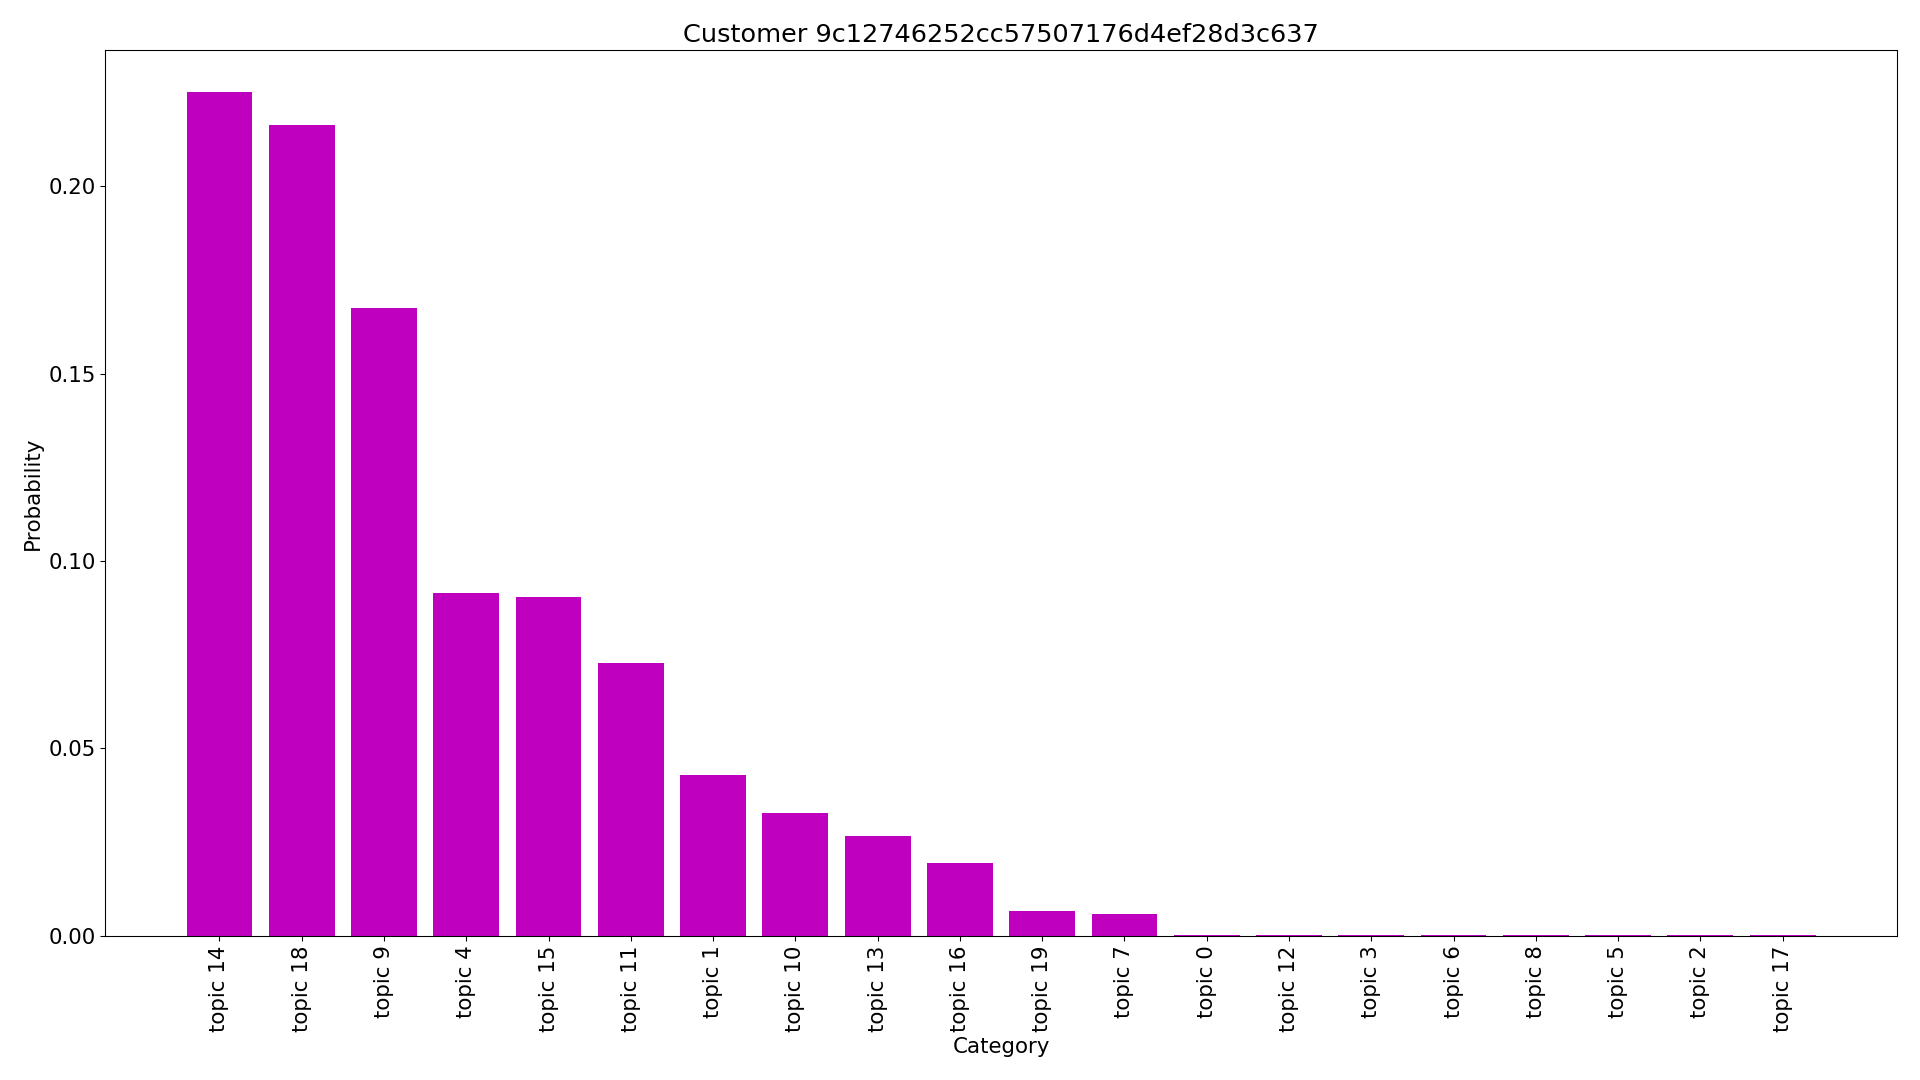 Customer 9c12746252cc57507176d4ef28d3c637
Probability
0.20
0.15
0.10
0.05
0.00
topic 14
topic 18
topic 9
topic 4
topic 15
topic 11
topic 1
topic 10
topic 13
topic 16
topic 19
topic 7
topic 0
topic 12
topic 3
topic 6
topic 8
topic 5
topic 2
topic 17
Category